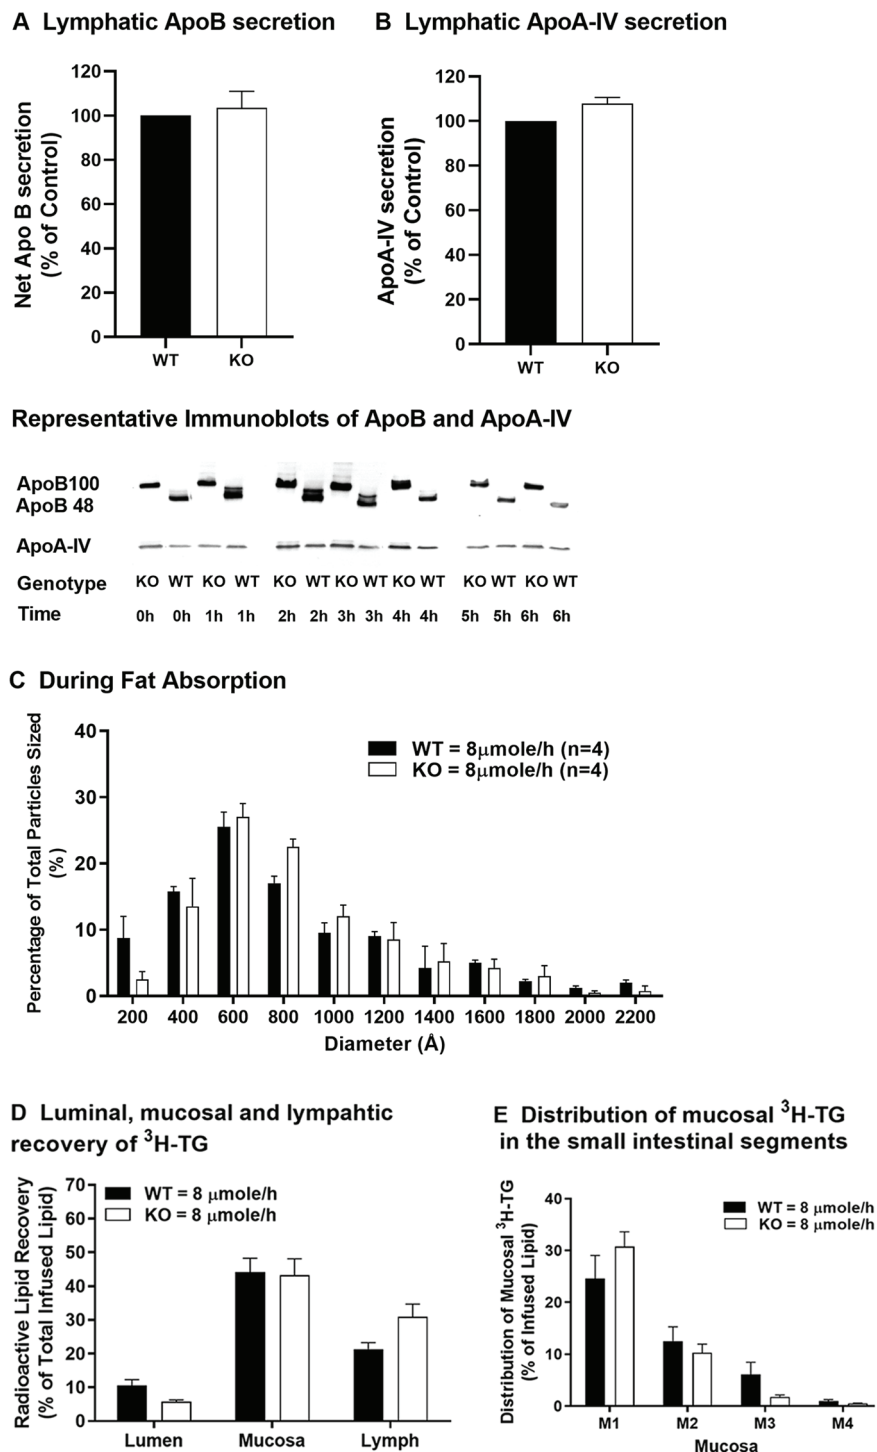 A Lymphatic ApoB secretion
B Lymphatic ApoA-IV secretion
Net Apo B secretion
(% of Control)
120
100
80
60
40
20
0
WT
KO
ApoA-IV secretion
(% of Control)
120
100
80
60
40
20
0
WT
KO
Representative Immunoblots of ApoB and ApoA-IV
ApoB100
ApoB 48
ApoA-IV
Genotype KO WT KO WT KO WT KO WT KO WT KO WT KO WT
Time 0h 0h 1h 1h 2h 2h 3h 3h 4h 4h 5h 5h 6h 6h
C During Fat Absorption
Percentage of Total Particles Sized
(%)
40
30
20
10
0
WT = 8μmole/h (n=4)
KO = 8μmole/h (n=4)
200 400 600 800 1000 1200 1400 1600 1800 2000 2200
Diameter (Å)
D Luminal, mucosal and lympahtic
recovery of ³H-TG
Radioactive Lipid Recovery
(% of Total Infused Lipid)
70
60
50
40
30
20
10
0
WT = 8 μmole/h
KO = 8 μmole/h
Lumen Mucosa Lymph
E Distribution of mucosal ³H-TG
in the small intestinal segments
Distribution of Mucosal ³H-TG
(% of Infused Lipid)
40
30
20
10
0
WT = 8 μmole/h
KO = 8 μmole/h
M1 M2 M3 M4
Mucosa